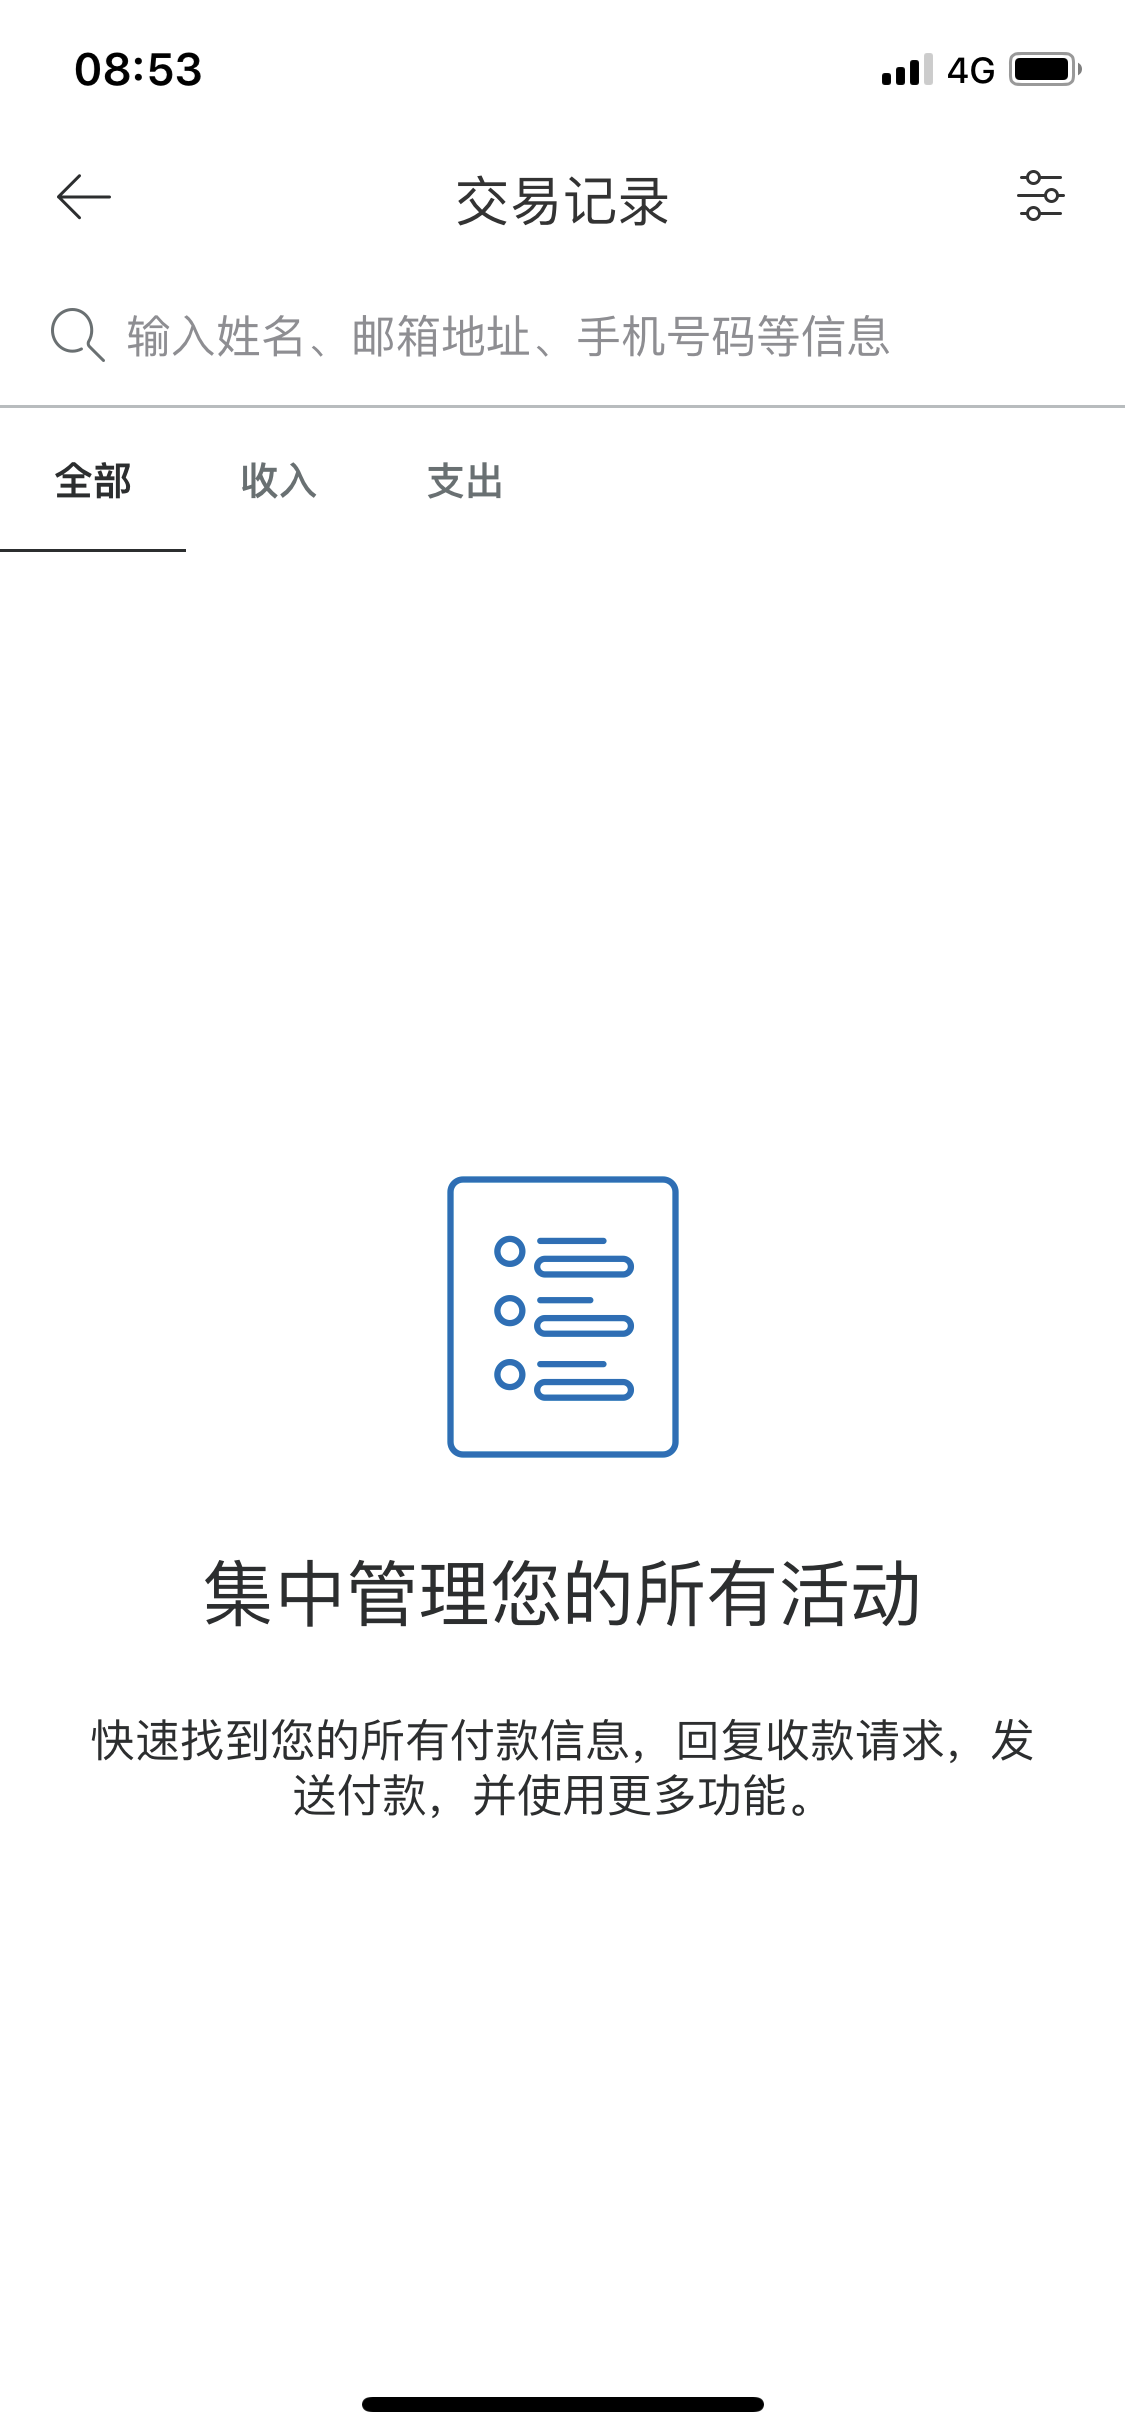 08:53
4G
交易记录
输入姓名、邮箱地址、手机号码等信息
全部
收入
支出
集中管理您的所有活动
快速找到您的所有付款信息，回复收款请求，发
送付款，并使用更多功能。